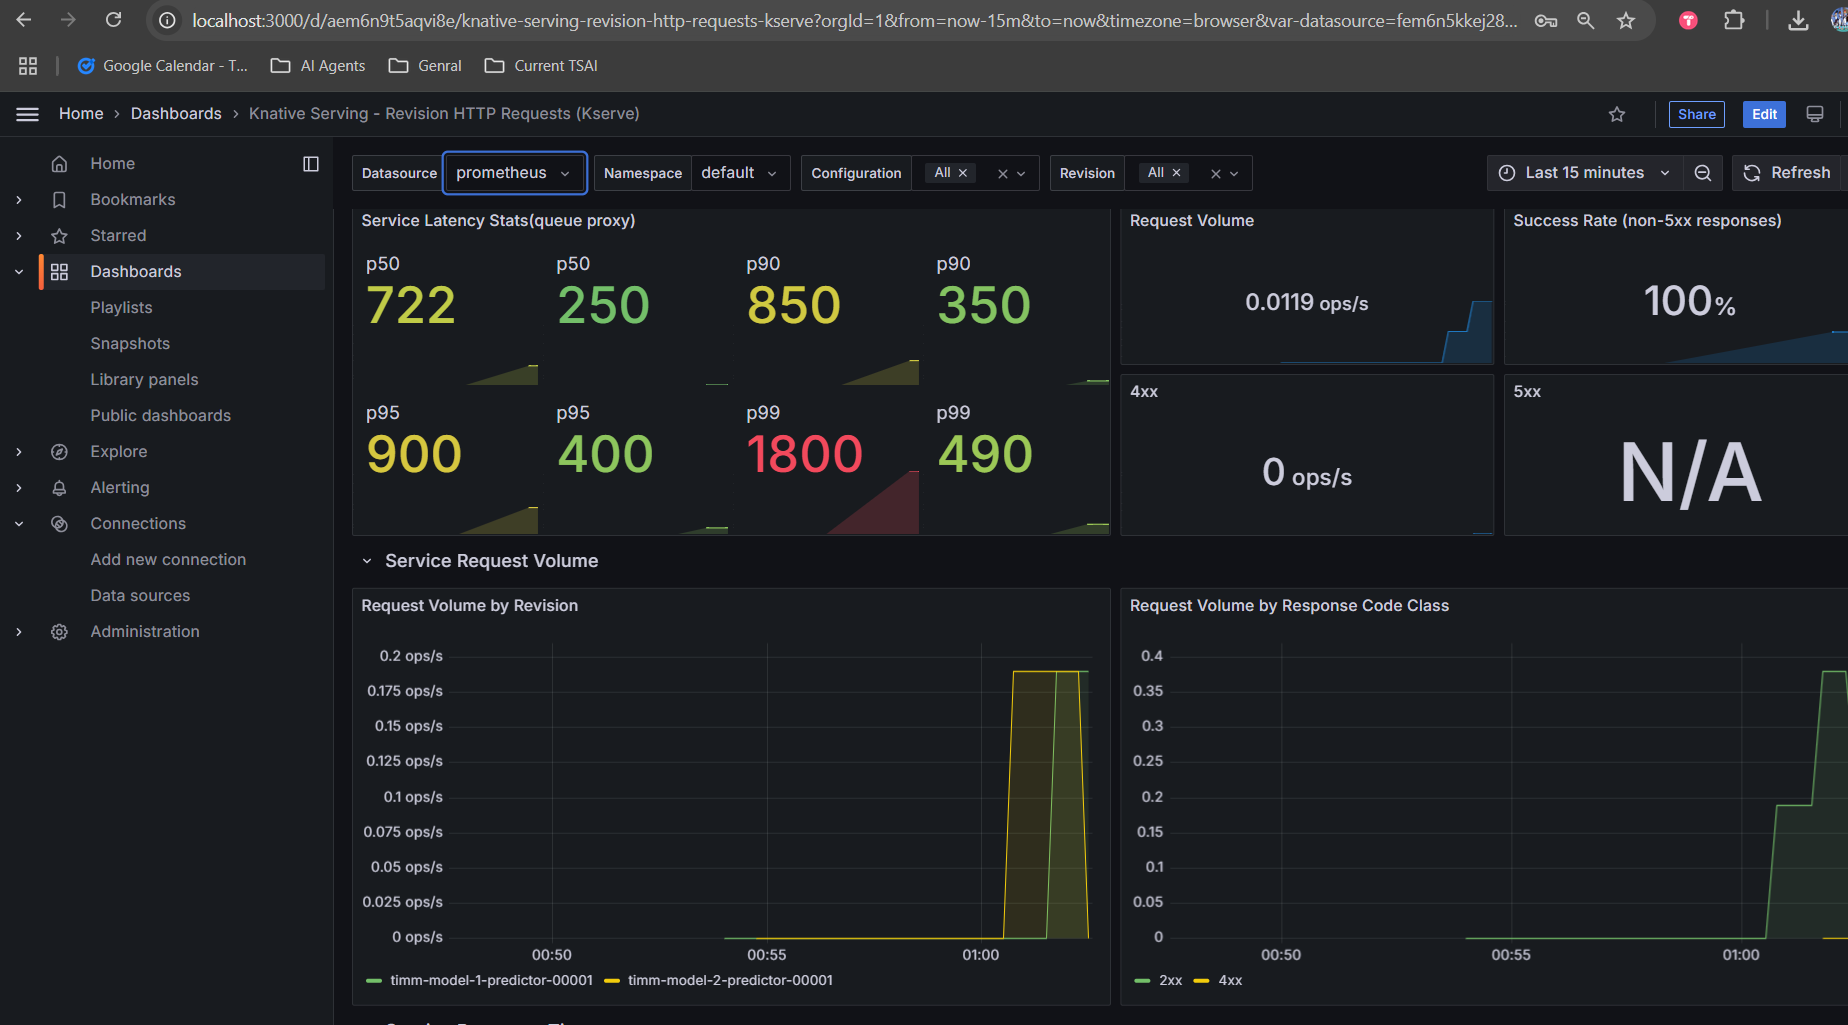 localhost:3000/d/aem6n9t5aqvi8e/knative-serving-revision-http-requests-kserve?orgId=1&from=now-15m&to=now&timezone=browser&var-datasource=fem6n5kkej28...
Google Calendar - T...
AI Agents
Genral
Current TSAI
Home › Dashboards › Knative Serving - Revision HTTP Requests (Kserve)
Share
Edit
Home
Bookmarks
Starred
Dashboards
Playlists
Snapshots
Library panels
Public dashboards
Explore
Alerting
Connections
Add new connection
Data sources
Administration
Datasource prometheus
Namespace default
Configuration All
Revision All
Last 15 minutes
Refresh
Service Latency Stats(queue proxy)
p50
722
p50
250
p90
850
p90
350
p95
900
p95
400
p99
1800
p99
490
Request Volume
0.0119 ops/s
Success Rate (non-5xx responses)
100%
4xx
0 ops/s
5xx
N/A
Service Request Volume
Request Volume by Revision
0.2 ops/s
0.175 ops/s
0.15 ops/s
0.125 ops/s
0.1 ops/s
0.075 ops/s
0.05 ops/s
0.025 ops/s
0 ops/s
00:50
00:55
01:00
timm-model-1-predictor-00001
timm-model-2-predictor-00001
Request Volume by Response Code Class
0.4
0.35
0.3
0.25
0.2
0.15
0.1
0.05
0
00:50
00:55
01:00
2xx
4xx